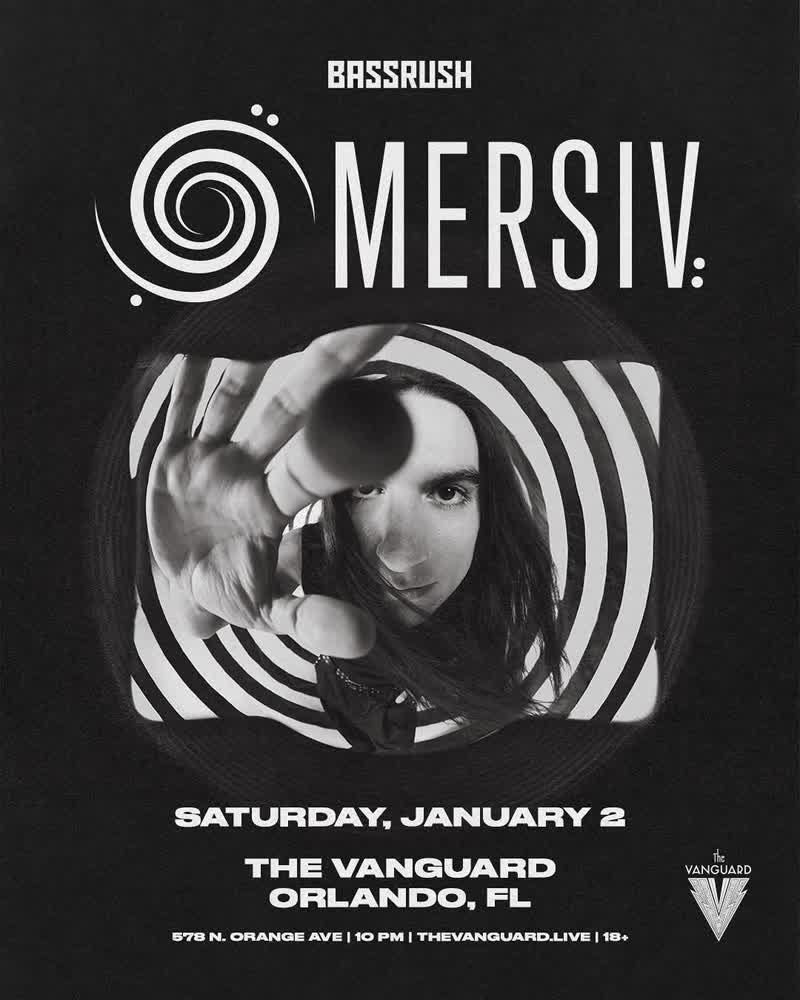 BASSRUSH
MERSIV
SATURDAY, JANUARY 2
THE VANGUARD
ORLANDO, FL
578 N. ORANGE AVE | 10 PM | THEVANGUARD.LIVE | 18+
the
VANGUARD
V